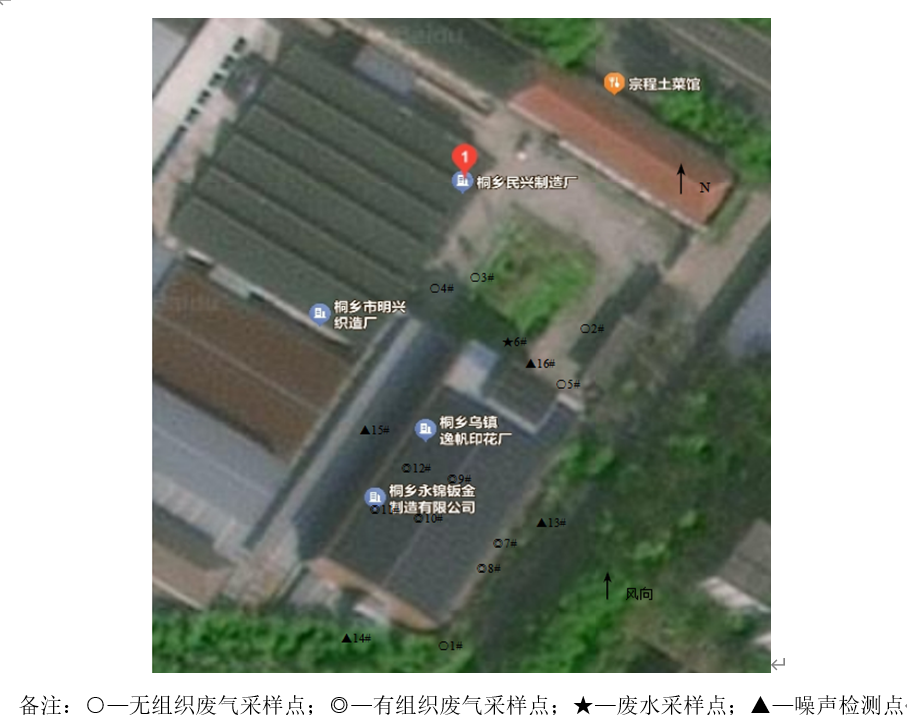 宗程土菜馆
1
N
桐乡民兴制造厂
○3#
○4#
桐乡市明兴
织造厂
○2#
★6#
▲16#
○5#
桐乡乌镇
逸帆印花厂
▲15#
◎12#
◎9#
桐乡永锦钣金
制造有限公司
◎11#
◎10#
▲13#
◎7#
◎8#
风向
▲14#
○1#
备注：○—无组织废气采样点；◎—有组织废气采样点；★—废水采样点；▲—噪声检测点